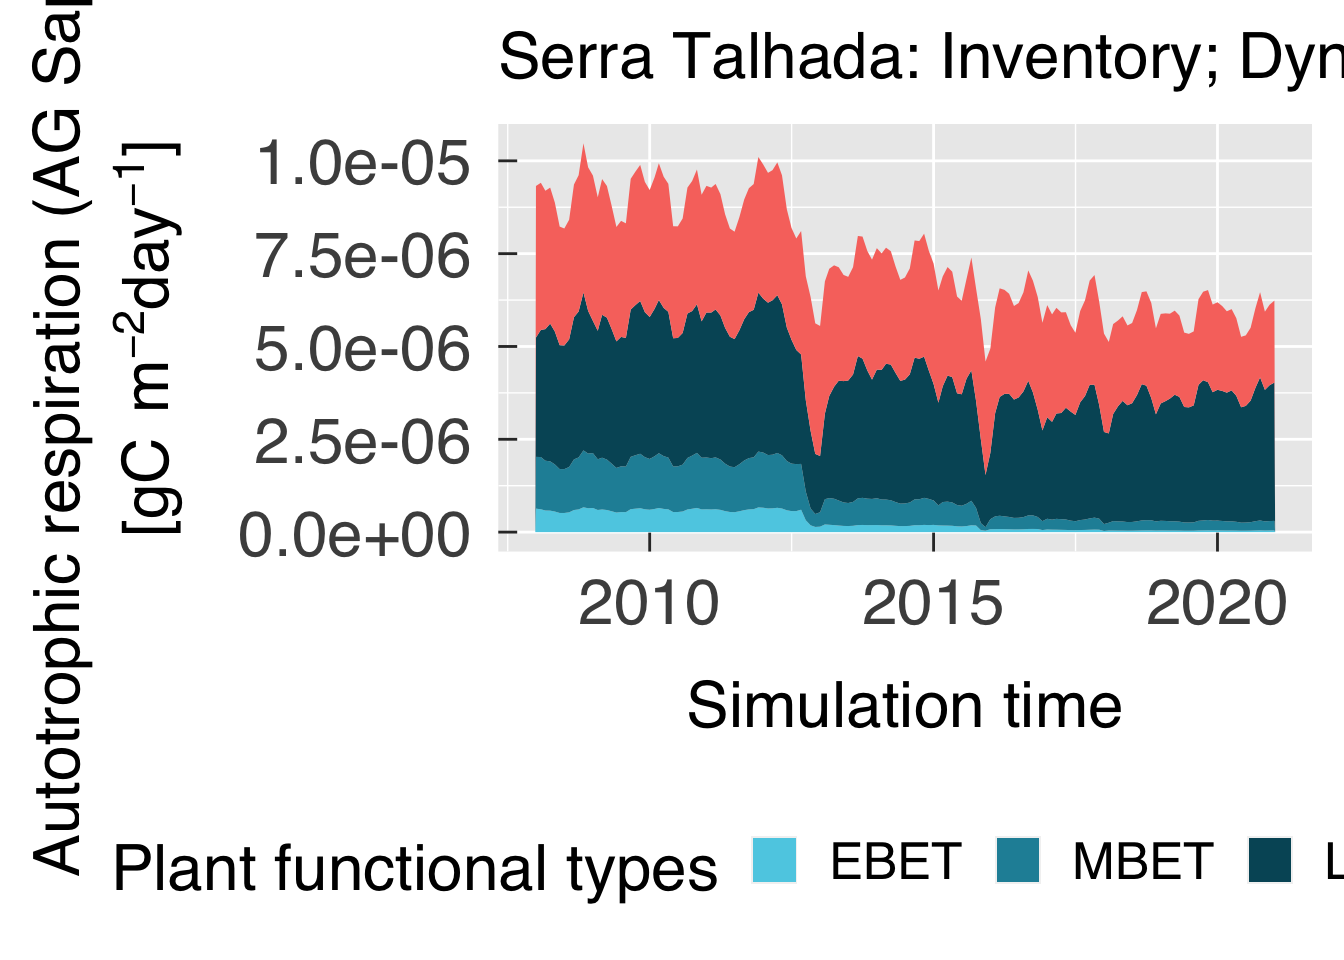 Serra Talhada: Inventory; Dyn
Autotrophic respiration (AG Sap
[gC m⁻²day⁻¹]
1.0e-05
7.5e-06
5.0e-06
2.5e-06
0.0e+00
2010 2015 2020
Simulation time
Plant functional types EBET MBET L